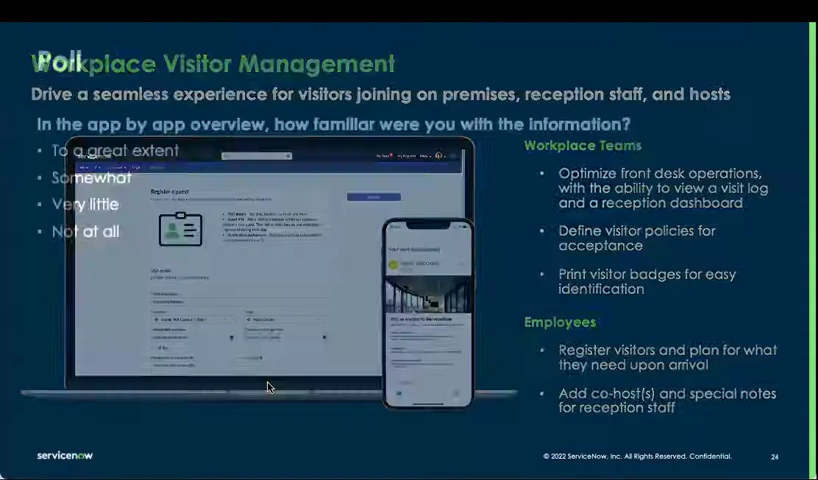 Poll
Workplace Visitor Management
Drive a seamless experience for visitors joining on premises, reception staff, and hosts
In the app by app overview, how familiar were you with the information?
• To a great extent
• Somewhat
• Very little
• Not at all
Register a guest
Workplace Teams
• Optimize front desk operations,
with the ability to view a visit log
and a reception dashboard
• Define visitor policies for
acceptance
• Print visitor badges for easy
identification
Employees
• Register visitors and plan for what
they need upon arrival
• Add co-host(s) and special notes
for reception staff
servicenow
© 2022 ServiceNow, Inc. All Rights Reserved. Confidential.
24